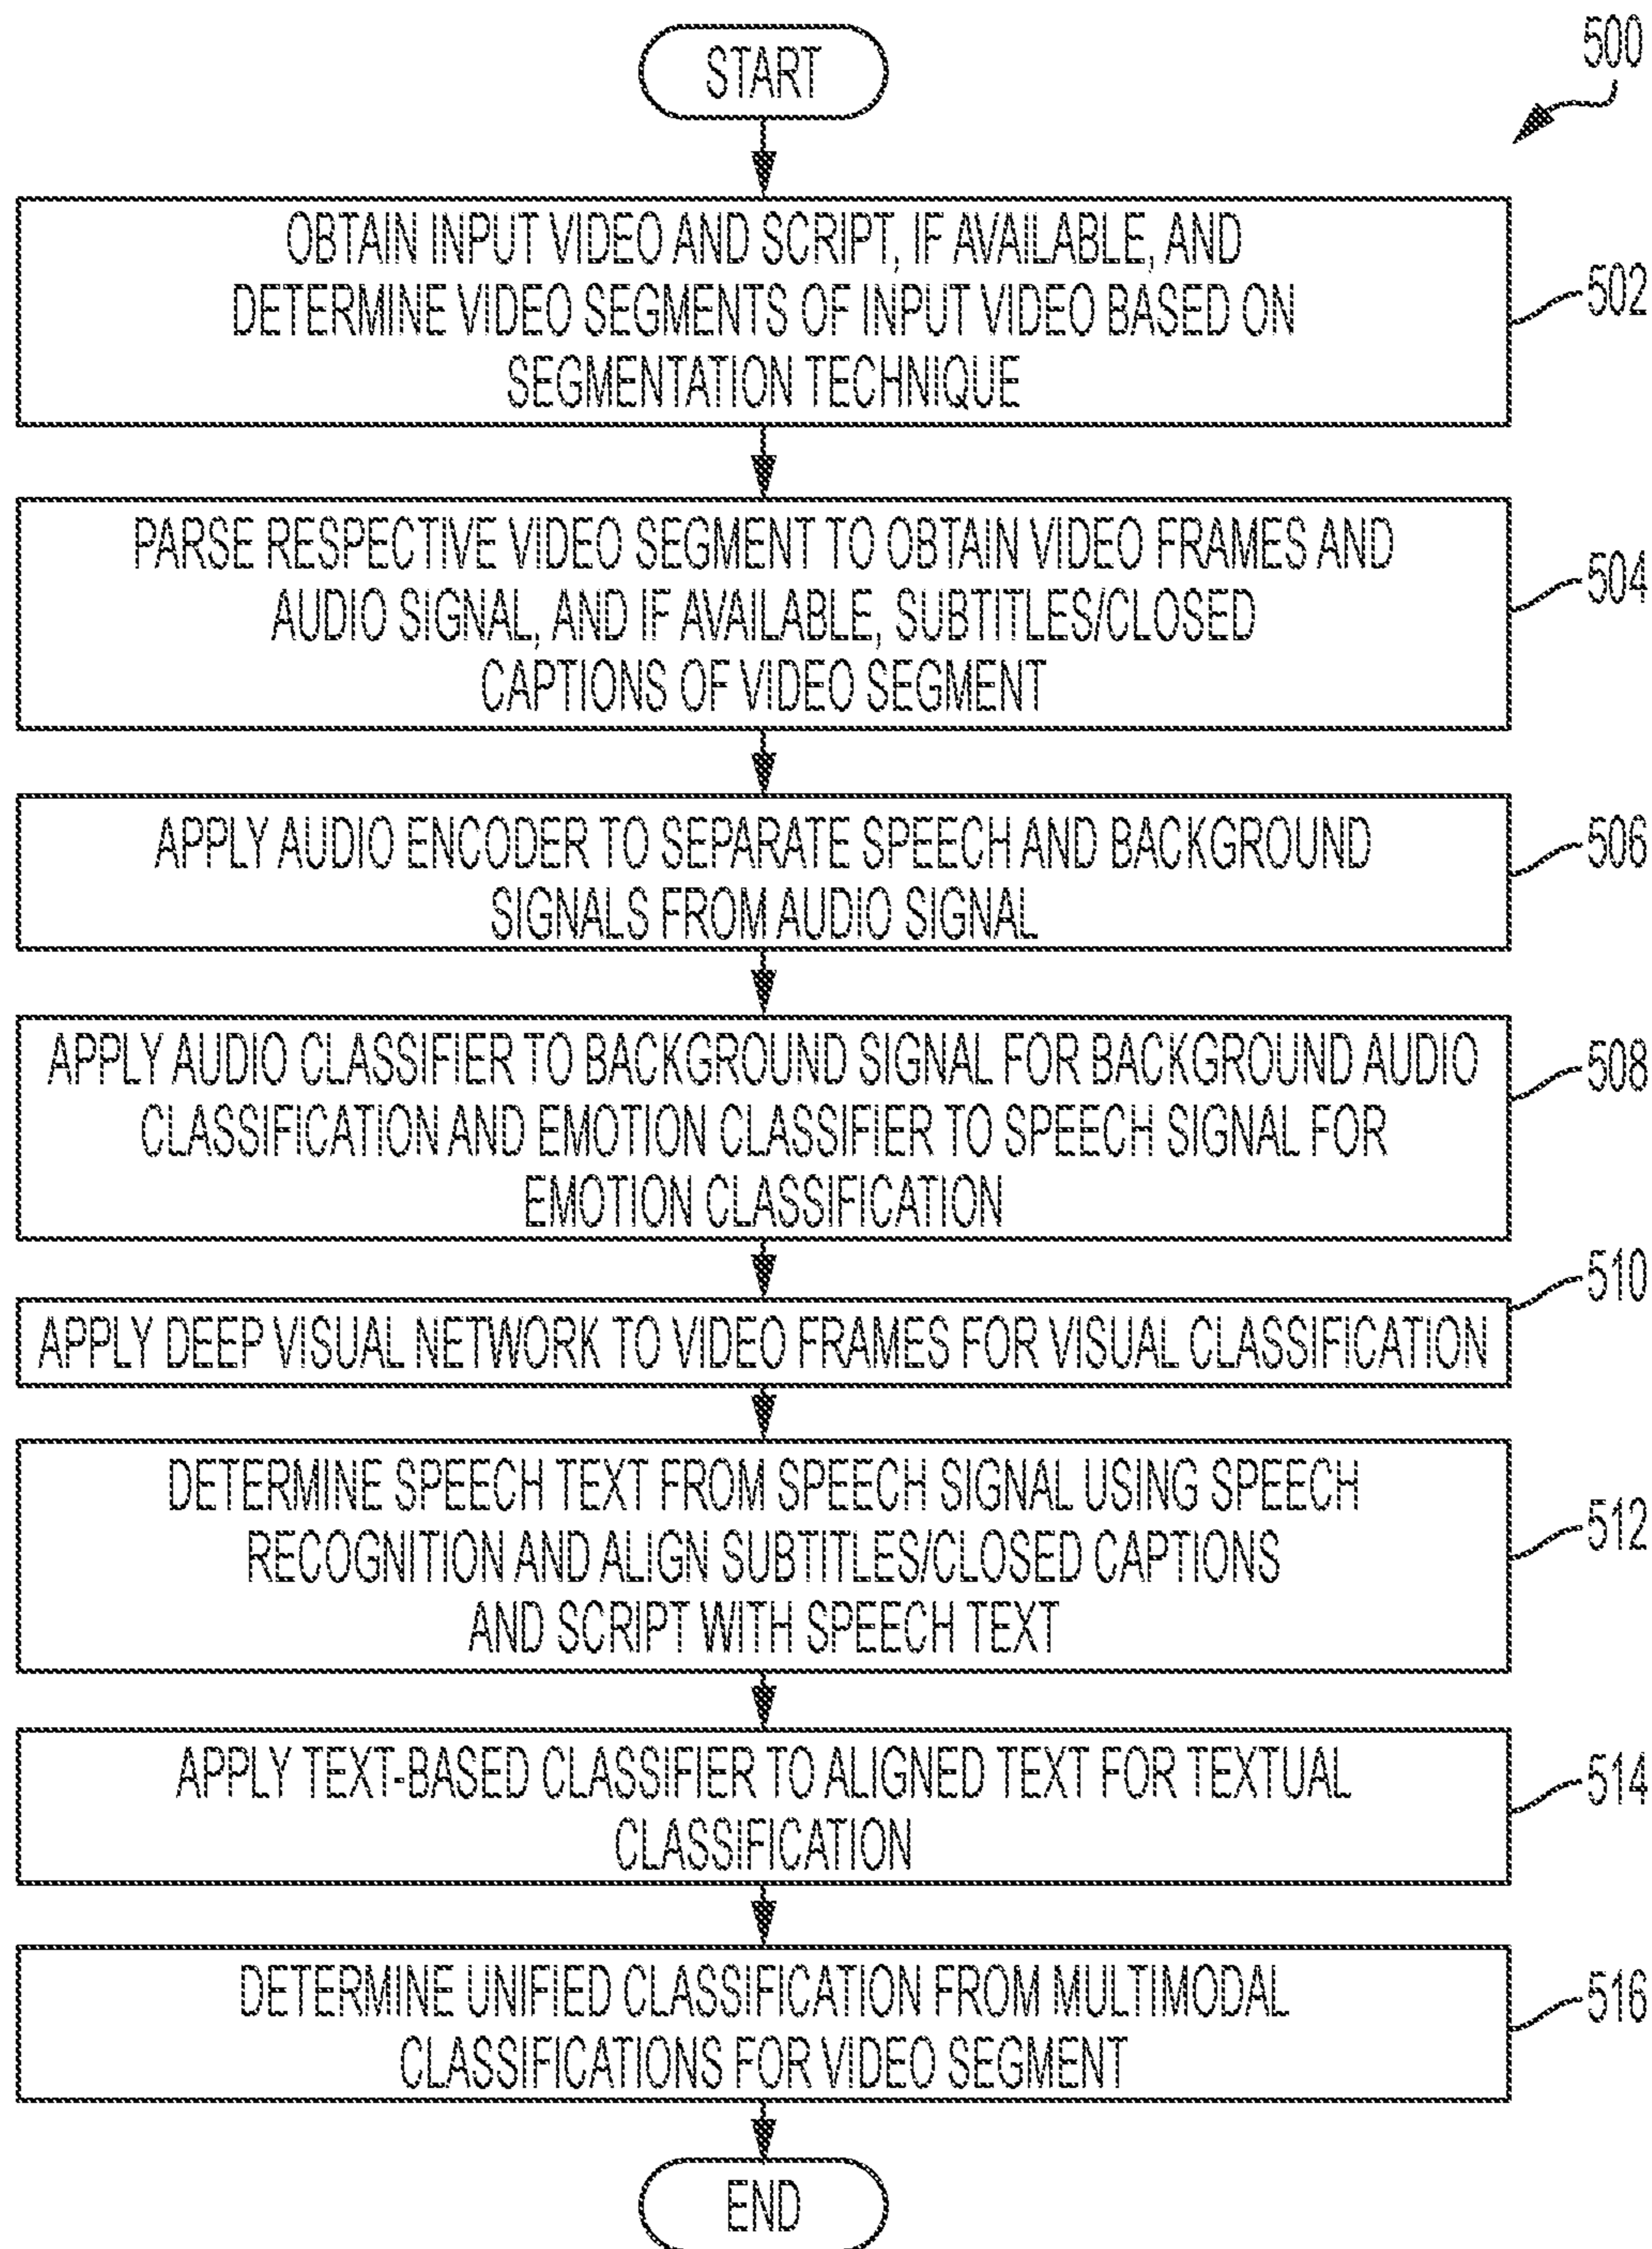 START
500
OBTAIN INPUT VIDEO AND SCRIPT, IF AVAILABLE, AND
DETERMINE VIDEO SEGMENTS OF INPUT VIDEO BASED ON
SEGMENTATION TECHNIQUE
502
PARSE RESPECTIVE VIDEO SEGMENT TO OBTAIN VIDEO FRAMES AND
AUDIO SIGNAL, AND IF AVAILABLE, SUBTITLES/CLOSED
CAPTIONS OF VIDEO SEGMENT
504
APPLY AUDIO ENCODER TO SEPARATE SPEECH AND BACKGROUND
SIGNALS FROM AUDIO SIGNAL
506
APPLY AUDIO CLASSIFIER TO BACKGROUND SIGNAL FOR BACKGROUND AUDIO
CLASSIFICATION AND EMOTION CLASSIFIER TO SPEECH SIGNAL FOR
EMOTION CLASSIFICATION
508
APPLY DEEP VISUAL NETWORK TO VIDEO FRAMES FOR VISUAL CLASSIFICATION
510
DETERMINE SPEECH TEXT FROM SPEECH SIGNAL USING SPEECH
RECOGNITION AND ALIGN SUBTITLES/CLOSED CAPTIONS
AND SCRIPT WITH SPEECH TEXT
512
APPLY TEXT-BASED CLASSIFIER TO ALIGNED TEXT FOR TEXTUAL
CLASSIFICATION
514
DETERMINE UNIFIED CLASSIFICATION FROM MULTIMODAL
CLASSIFICATIONS FOR VIDEO SEGMENT
516
END